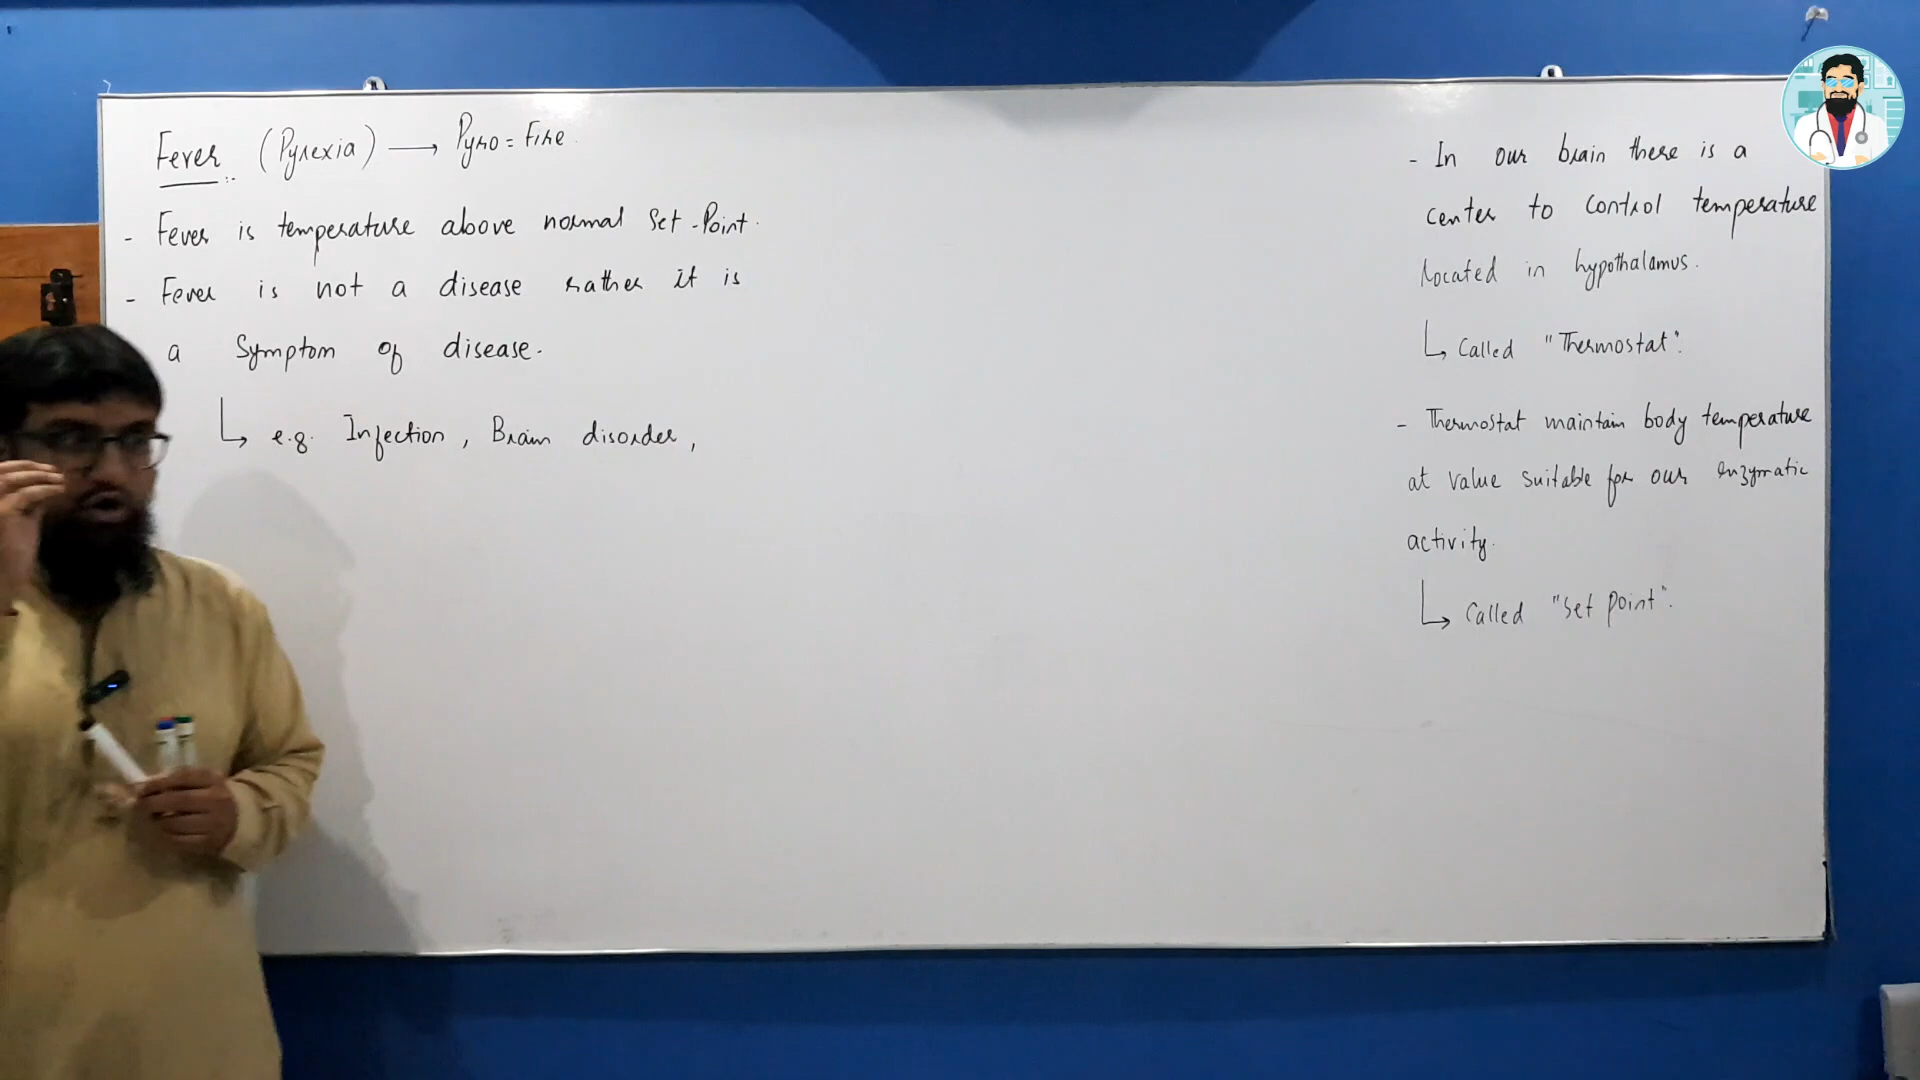 Fever (Pyrexia) → Pyro = Fire.
- Fever is temperature above normal Set-Point.
- Fever is not a disease rather it is
a Symptom of disease.
↳ e.g. Infection, Brain disorder,
- In our brain there is a
center to control temperature
located in hypothalamus.
↳ Called "Thermostat".
- Thermostat maintain body temperature
at value suitable for our enzymatic
activity.
↳ Called "Set point".